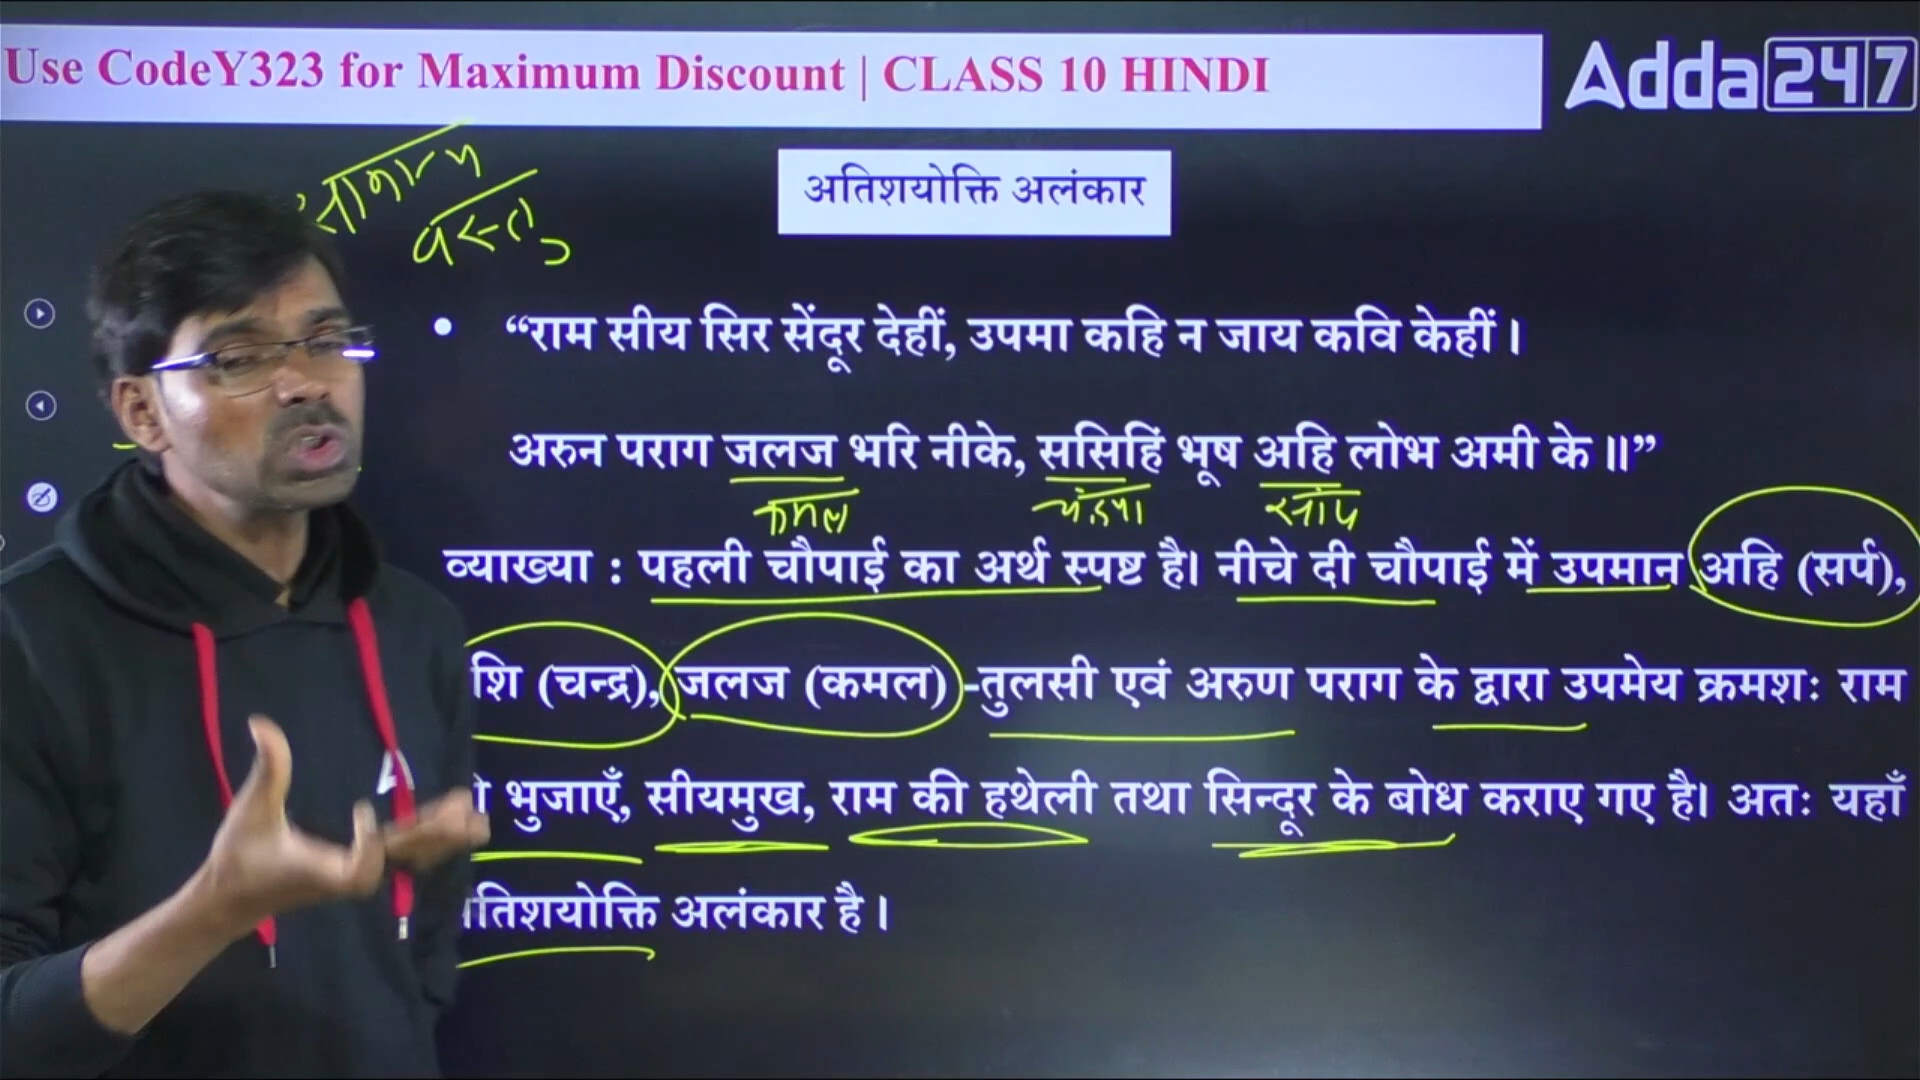 Use CodeY323 for Maximum Discount | CLASS 10 HINDI
Adda247
अतिशयोक्ति अलंकार
सामान्य
वस्तु
• “राम सीय सिर सेंदूर देहीं, उपमा कहि न जाय कवि केहीं।
अरुन पराग जलज भरि नीके, ससिहिं भूष अहि लोभ अमी के॥”
कमल सांप
व्याख्या : पहली चौपाई का अर्थ स्पष्ट है। नीचे दी चौपाई में उपमान अहि (सर्प),
शि (चन्द्र), जलज (कमल) -तुलसी एवं अरुण पराग के द्वारा उपमेय क्रमशः राम
भुजाएँ, सीयमुख, राम की हथेली तथा सिन्दूर के बोध कराए गए है। अतः यहाँ
तिशयोक्ति अलंकार है।